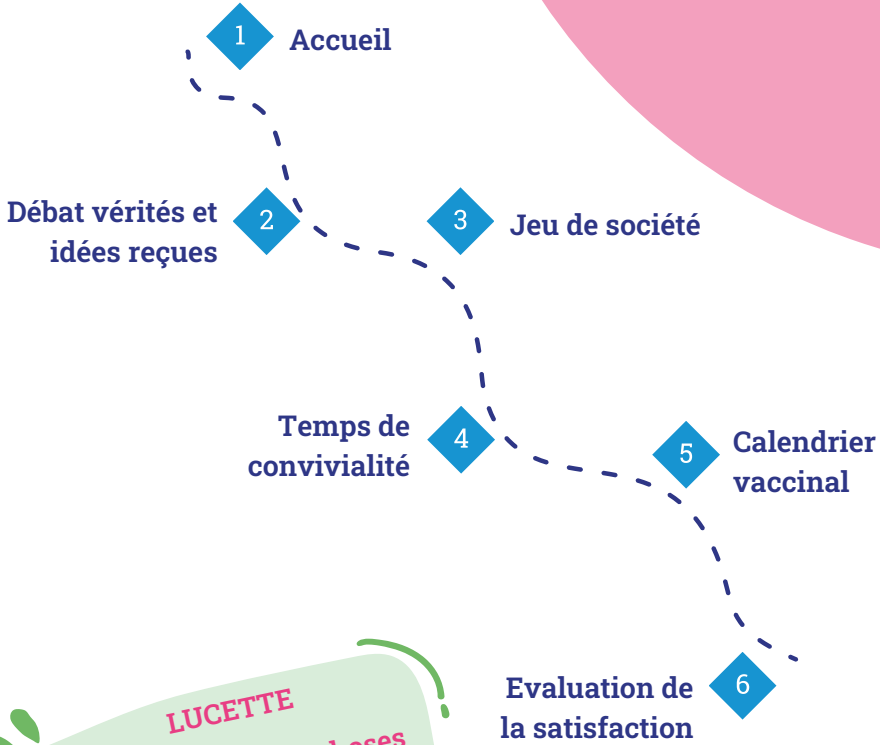 1
Accueil
2
Débat vérités et
idées reçues
3
Jeu de société
4
Temps de
convivialité
5
Calendrier
vaccinal
6
Evaluation de
la satisfaction
LUCETTE